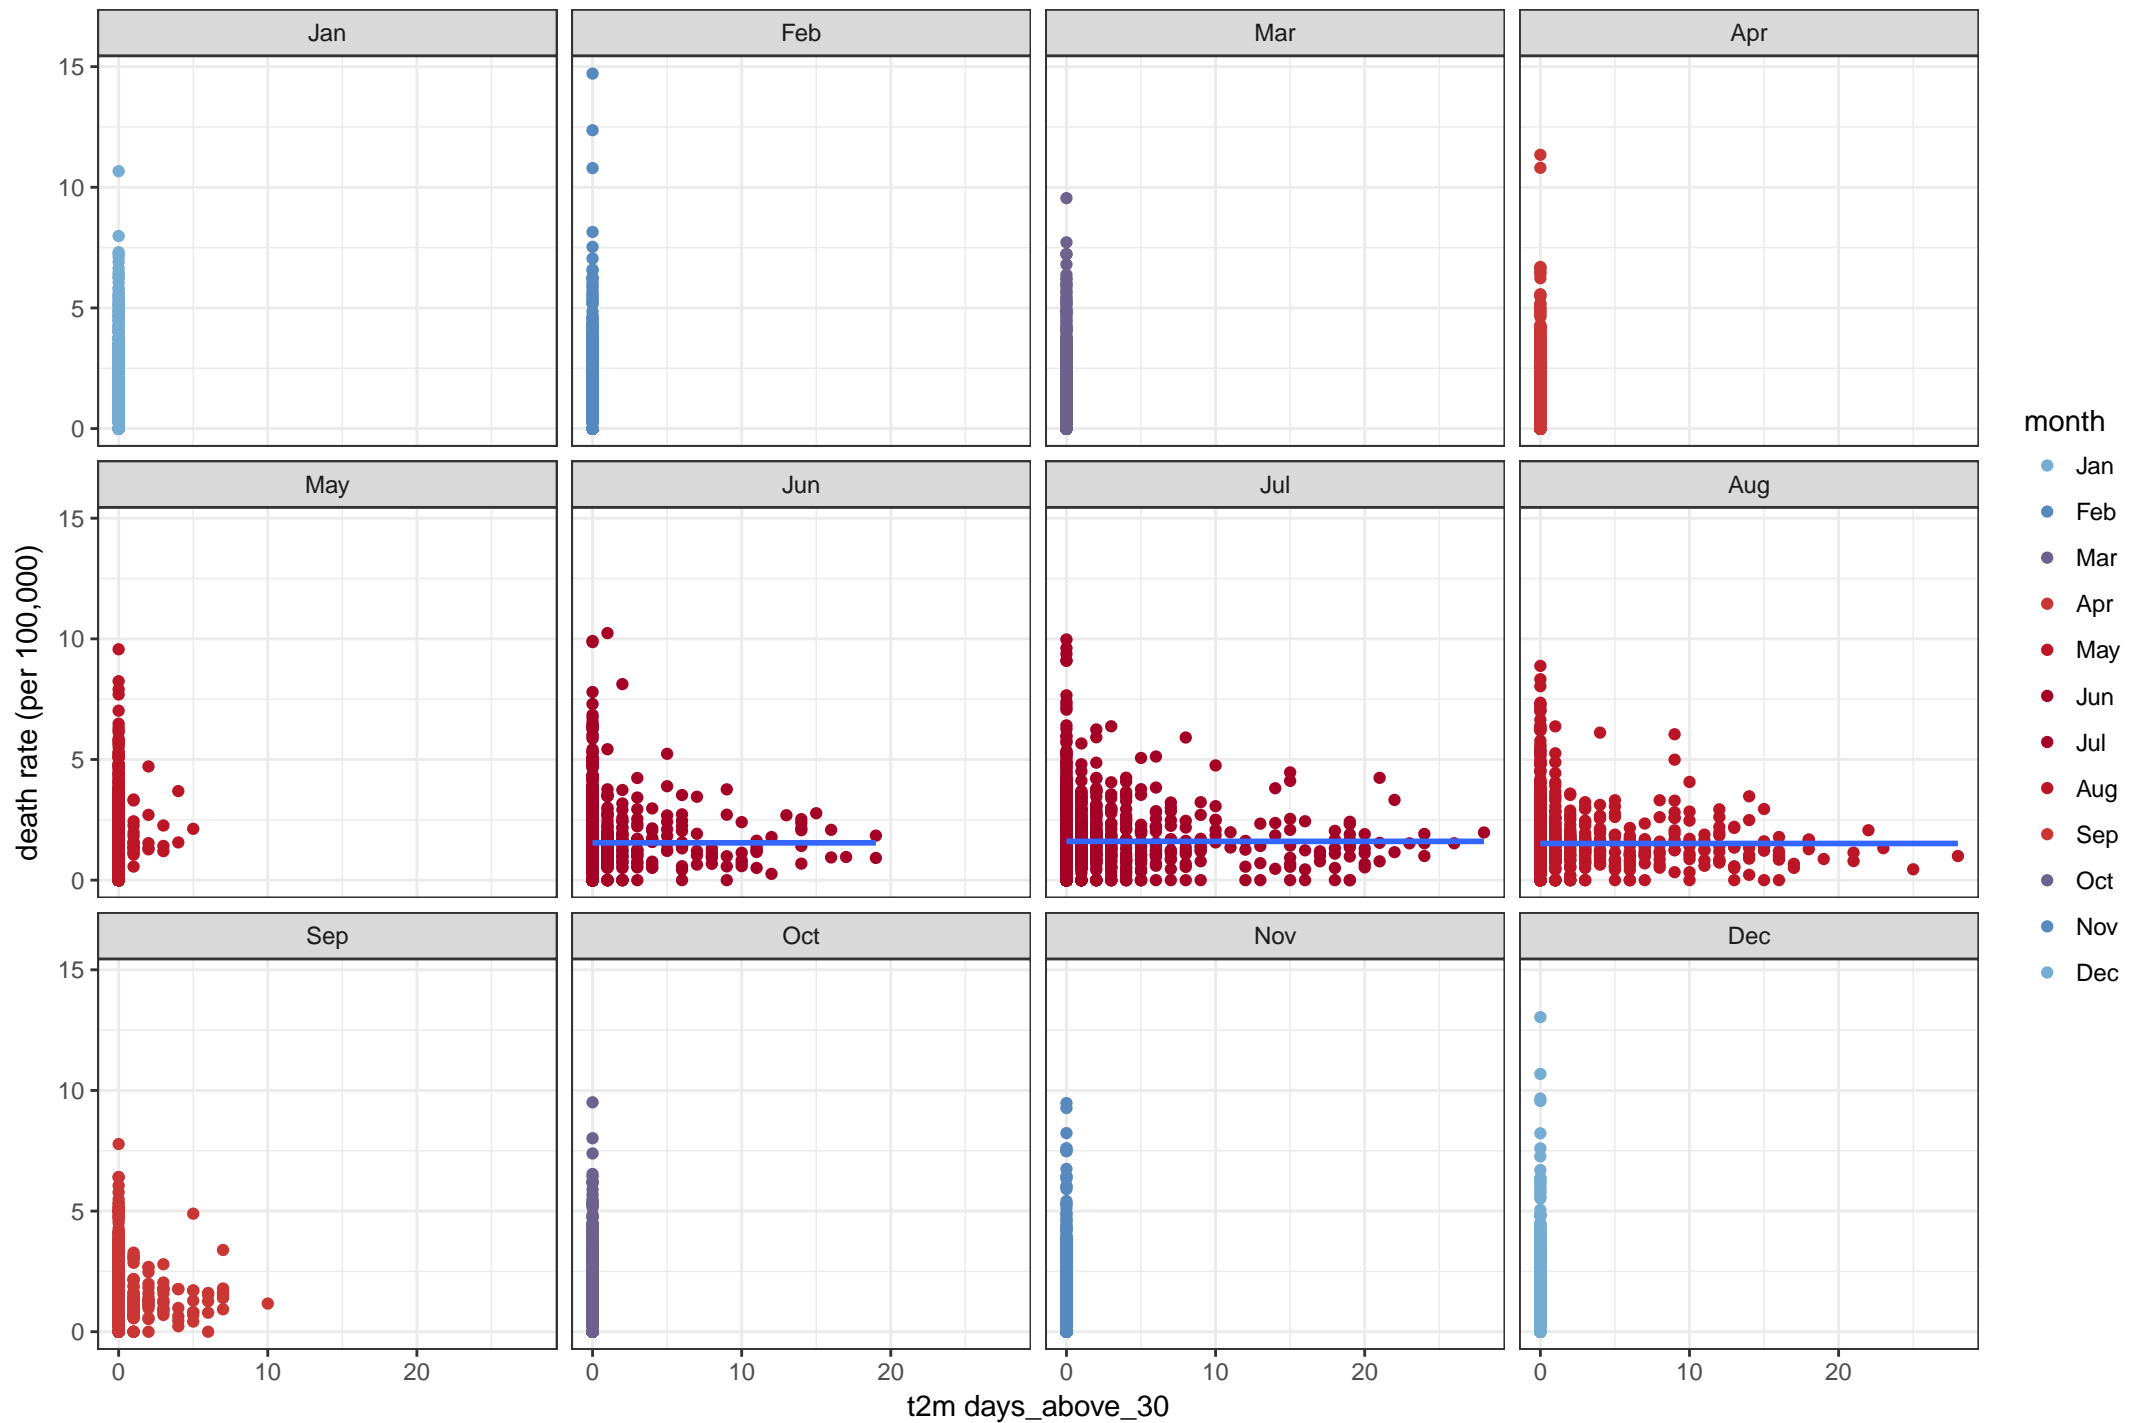 Jan Feb Mar Apr
15
10
5
0
May Jun Jul Aug
15
10
5
0
Sep Oct Nov Dec
15
10
5
0
0 10 20 0 10 20 0 10 20 0 10 20
t2m days_above_30
death rate (per 100,000)
month
Jan
Feb
Mar
Apr
May
Jun
Jul
Aug
Sep
Oct
Nov
Dec